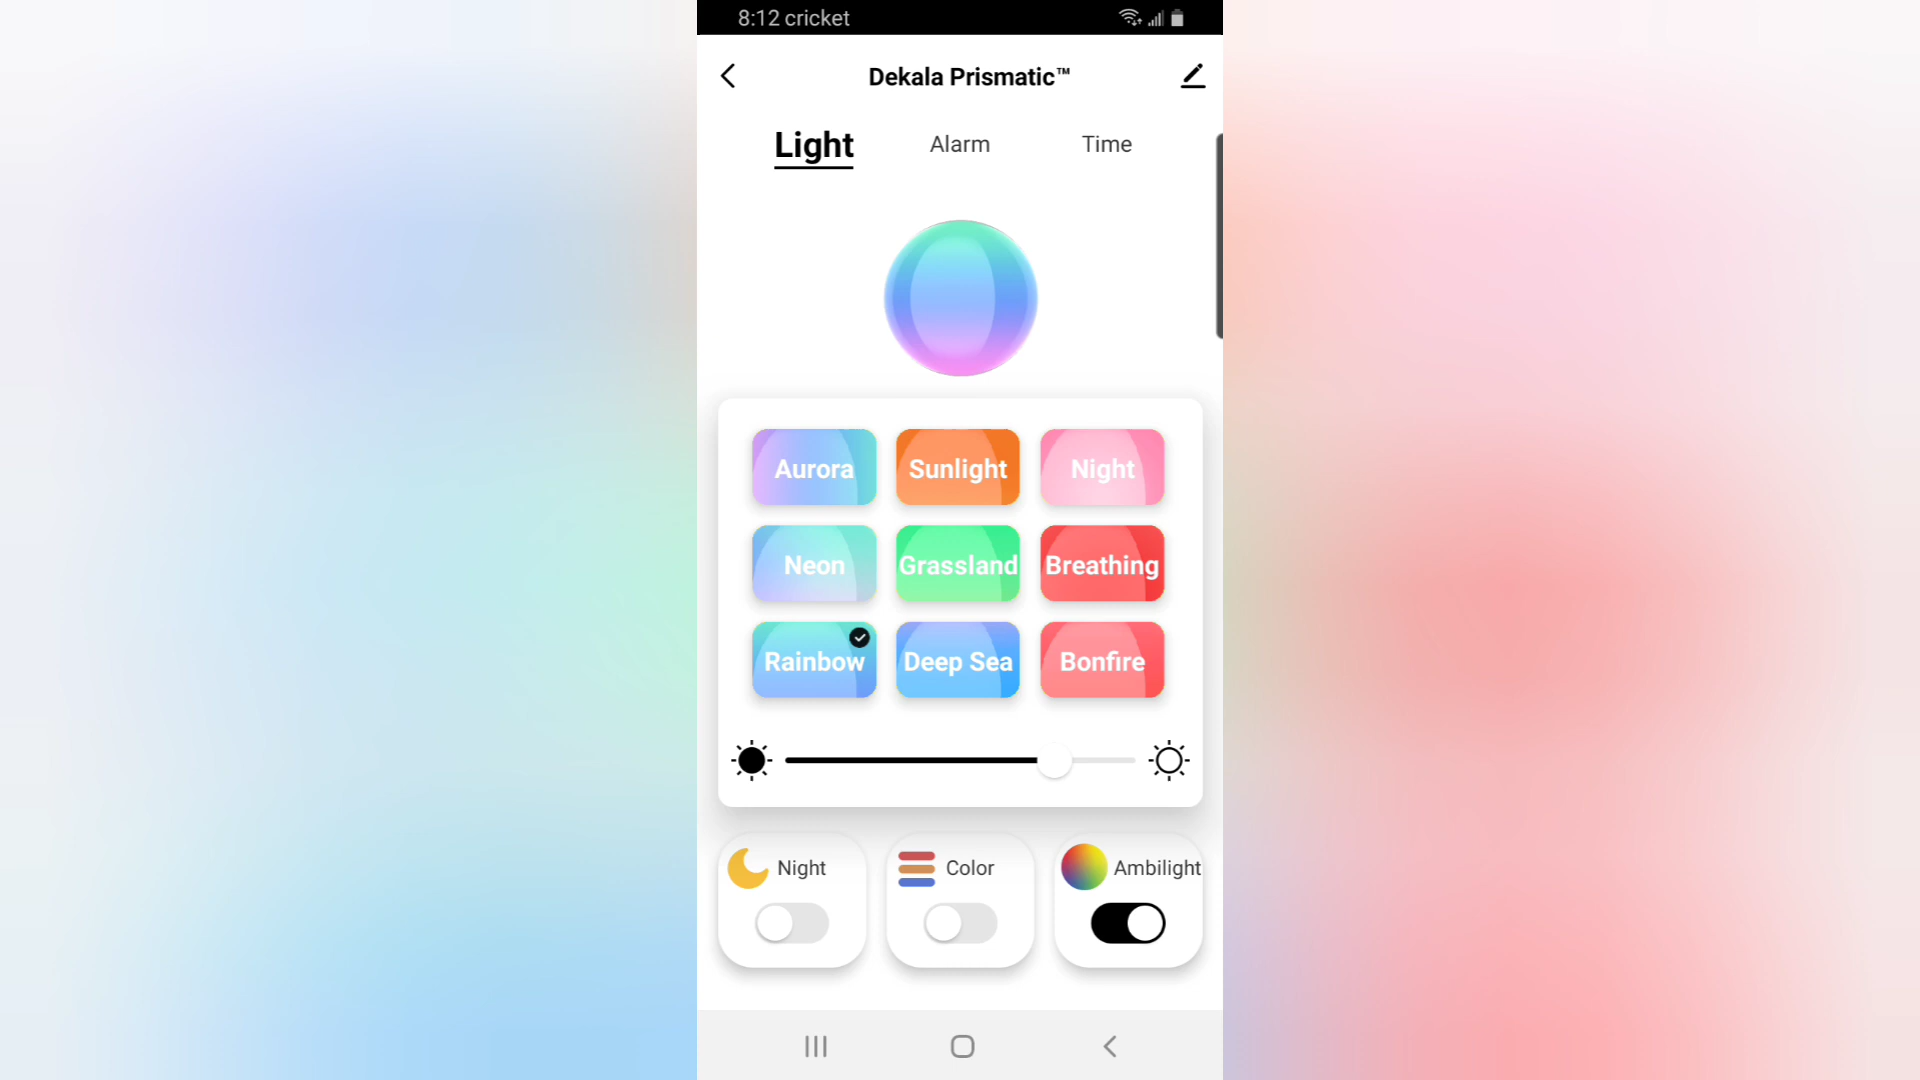 8:12 cricket
Dekala Prismatic™
Light Alarm Time
Aurora Sunlight Night
Neon Grassland Breathing
Rainbow Deep Sea Bonfire
Night Color Ambilight